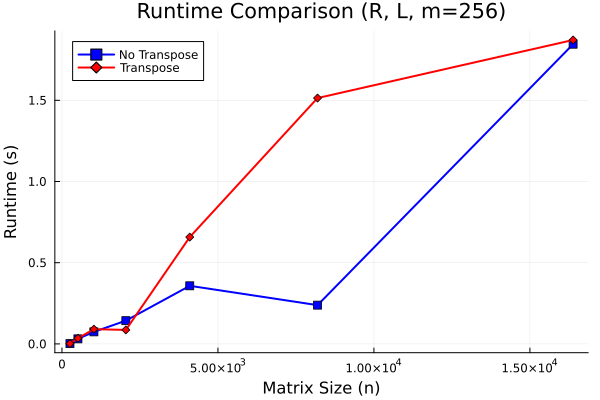 Runtime Comparison (R, L, m=256)
No Transpose
Transpose
Runtime (s)
1.5
1.0
0.5
0.0
0
5.00×10³
1.00×10⁴
1.50×10⁴
Matrix Size (n)